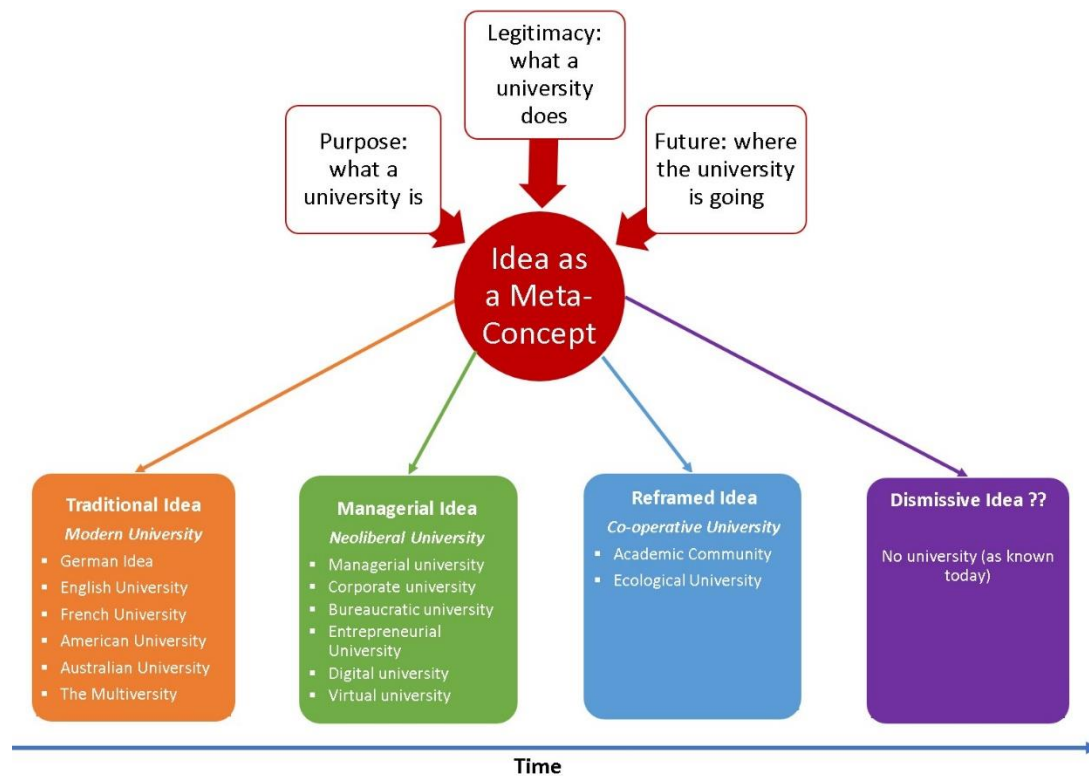 Legitimacy:
what a
university
does
Purpose:
what a
university is
Future: where
the university
is going
Idea as
a Meta-
Concept
Traditional Idea
Modern University
▪ German Idea
▪ English University
▪ French University
▪ American University
▪ Australian University
▪ The Multiversity
Managerial Idea
Neoliberal University
▪ Managerial university
▪ Corporate university
▪ Bureaucratic university
▪ Entrepreneurial
University
▪ Digital university
▪ Virtual university
Reframed Idea
Co-operative University
▪ Academic Community
▪ Ecological University
Dismissive Idea ??
No university (as known
today)
Time